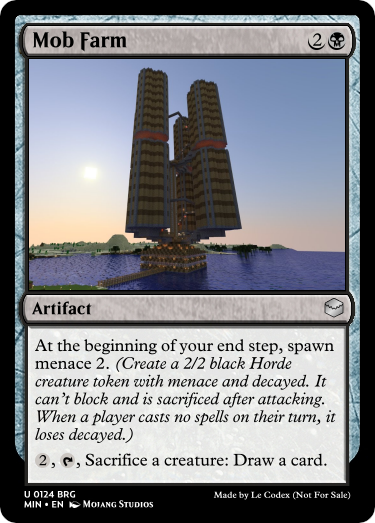 Mob Farm 2
Artifact
At the beginning of your end step, spawn
menace 2. (Create a 2/2 black Horde
creature token with menace and decayed. It
can't block and is sacrificed after attacking.
When a player casts no spells on their turn, it
loses decayed.)
2, , Sacrifice a creature: Draw a card.
U 0124 BRG
MIN • EN Mojang Studios
Made by Le Codex (Not For Sale)